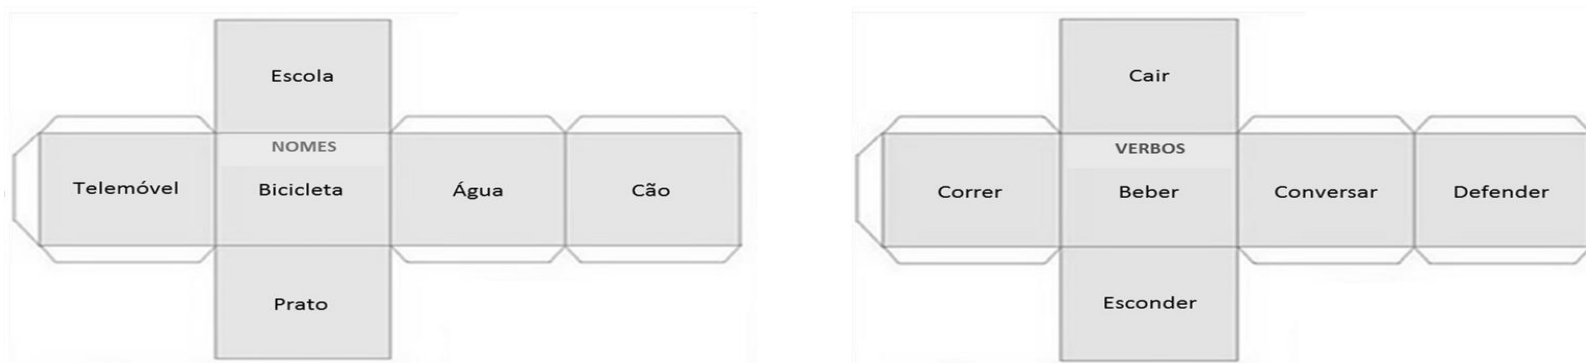 Escola
NOMES
Telemóvel
Bicicleta
Água
Cão
Prato
Cair
VERBOS
Correr
Beber
Conversar
Defender
Esconder